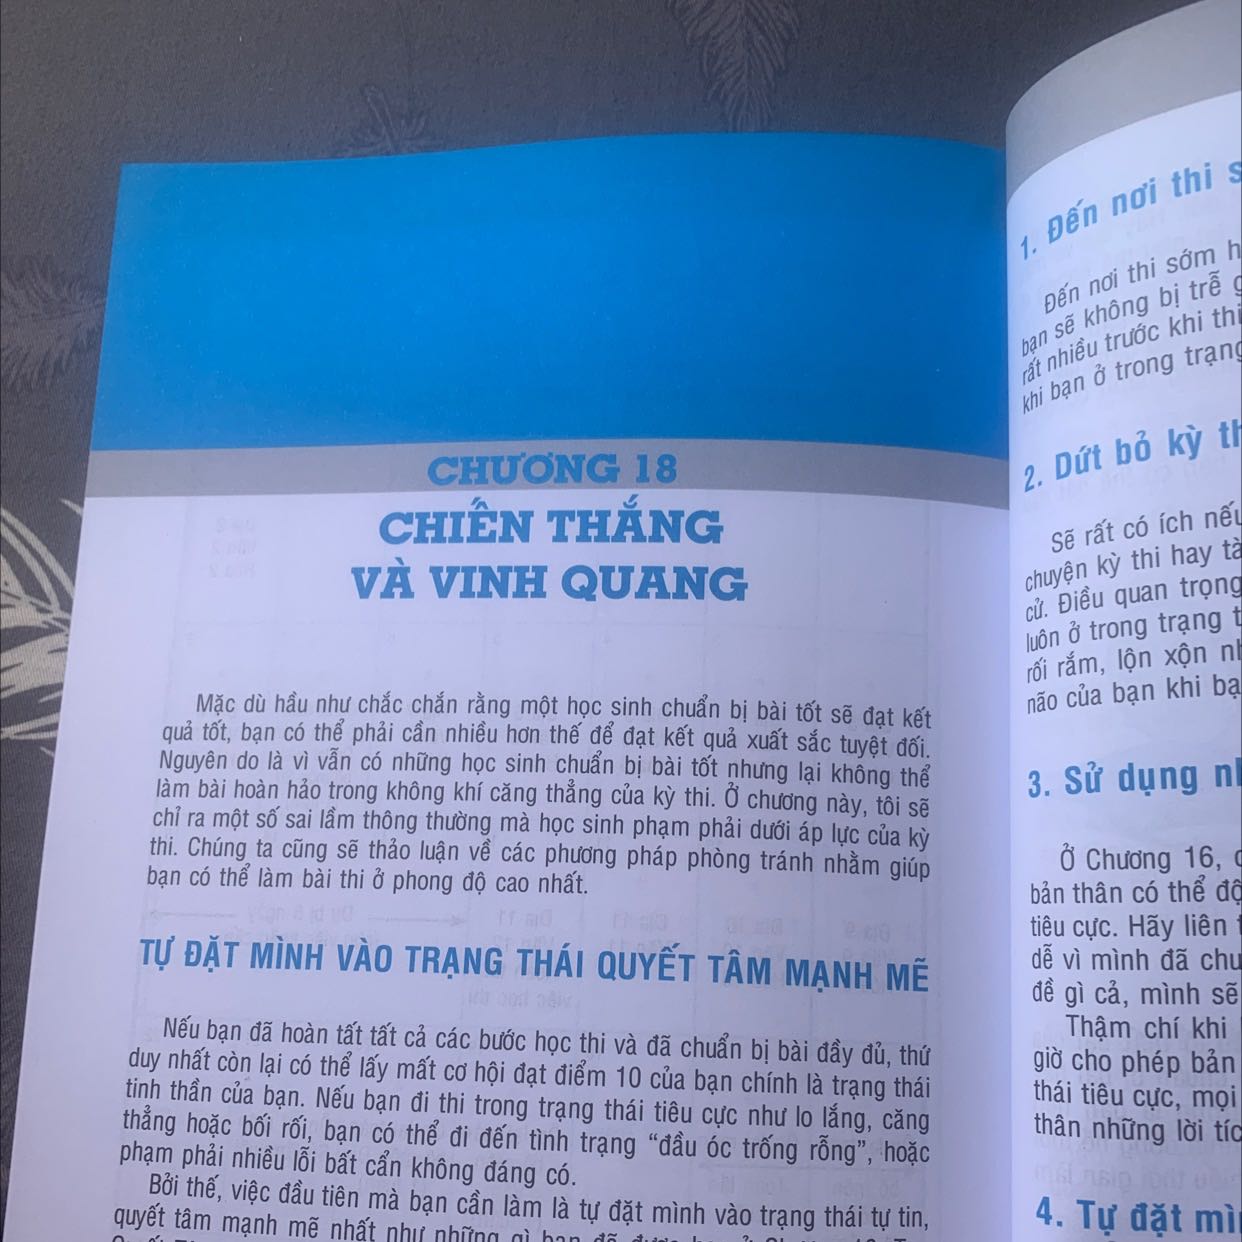 CHƯƠNG 18
CHIẾN THẮNG
VÀ VINH QUANG
Mặc dù hầu như chắc chắn rằng một học sinh chuẩn bị bài tốt sẽ đạt kết
quả tốt, bạn có thể phải cần nhiều hơn thế để đạt kết quả xuất sắc tuyệt đối.
Nguyên do là vì vẫn có những học sinh chuẩn bị bài tốt nhưng lại không thể
làm bài hoàn hảo trong không khí căng thẳng của kỳ thi. Ở chương này, tôi sẽ
chỉ ra một số sai lầm thông thường mà học sinh phạm phải dưới áp lực của kỳ
thi. Chúng ta cũng sẽ thảo luận về các phương pháp phòng tránh nhằm giúp
bạn có thể làm bài thi ở phong độ cao nhất.
TỰ ĐẶT MÌNH VÀO TRẠNG THÁI QUYẾT TÂM MẠNH MẼ
Nếu bạn đã hoàn tất tất cả các bước học thi và đã chuẩn bị bài đầy đủ, thứ
duy nhất còn lại có thể lấy mất cơ hội đạt điểm 10 của bạn chính là trạng thái
tinh thần của bạn. Nếu bạn đi thi trong trạng thái tiêu cực như lo lắng, căng
thẳng hoặc bối rối, bạn có thể đi đến tình trạng “đầu óc trống rỗng”, hoặc
phạm phải nhiều lỗi bất cẩn không đáng có.
Bởi thế, việc đầu tiên mà bạn cần làm là tự đặt mình vào trạng thái tự tin,
quyết tâm mạnh mẽ nhất như những gì bạn đã
1. Đến nơi thi
Đến nơi thi sớm
bạn sẽ không bị trễ
rất nhiều trước khi thi
khi bạn ở trong trạng
2. Dứt bỏ kỳ
Sẽ rất có ích nếu
chuyện kỳ thi hay
cử. Điều quan trọng
luôn ở trong trạng
rối rắm, lộn xộn
não của bạn khi
3. Sử dụng
Ở Chương 16,
bản thân có thể
tiêu cực. Hãy liên
dễ vì mình đã
đề gì cả, mình sẽ
Thậm chí khi
giờ cho phép bản
thái tiêu cực, mọi
thân những lời
4. Tự đặt